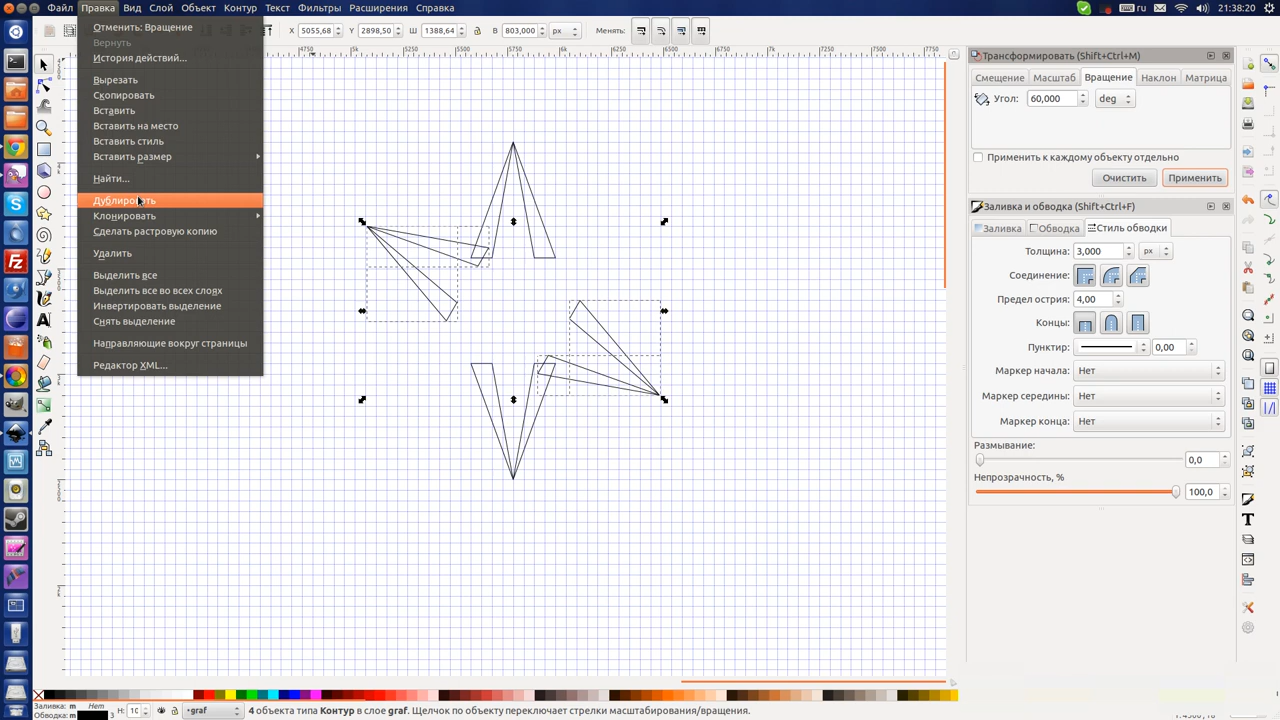 Файл Правка Вид Слой Объект Контур Текст Фильтры Расширения Справка
ru 21:38:20
X 5055,68 Y 2898,50 Ш 1388,64 В 803,000 px Менять:
Отменить: Вращение
Вернуть
История действий...
Вырезать
Скопировать
Вставить
Вставить на место
Вставить стиль
Вставить размер
Найти...
Дублировать
Клонировать
Сделать растровую копию
Удалить
Выделить все
Выделить все во всех слоях
Инвертировать выделение
Снять выделение
Направляющие вокруг страницы
Редактор XML...
Трансформировать (Shift+Ctrl+M)
Смещение Масштаб Вращение Наклон Матрица
Угол: 60,000 deg
Применить к каждому объекту отдельно
Очистить Применить
Заливка и обводка (Shift+Ctrl+F)
Заливка Обводка Стиль обводки
Толщина: 3,000 px
Соединение:
Предел острия: 4,00
Концы:
Пунктир: 0,00
Маркер начала: Нет
Маркер середины: Нет
Маркер конца: Нет
Размывание:
0,0
Непрозрачность, %
100,0
Заливка: m Нет
Обводка: m 3
Н: graf 4 объекта типа Контур в слое graf. Щелчок по объекту переключает стрелки масштабирования/вращения.